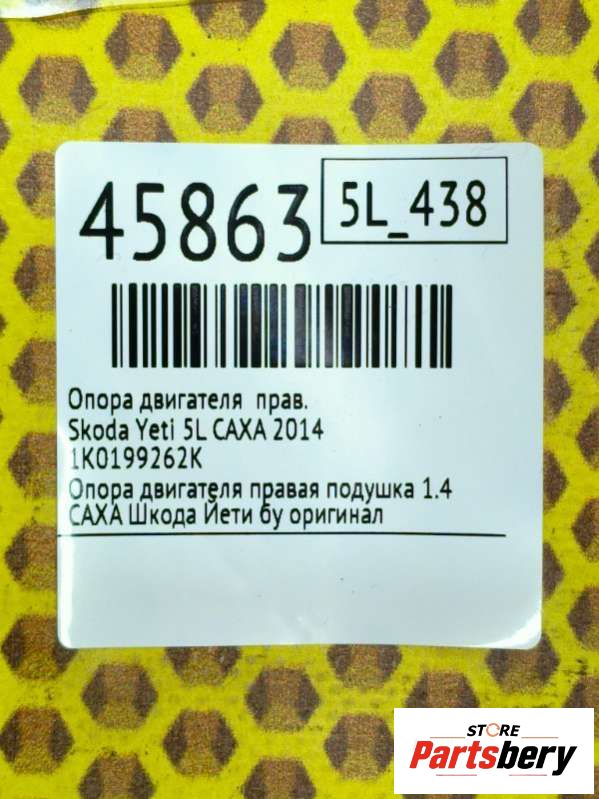 45863
5L_438
Опора двигателя прав.
Skoda Yeti 5L CAXA 2014
1K0199262K
Опора двигателя правая подушка 1.4
CAXA Шкода Йети бу оригинал
STORE
Partsbery